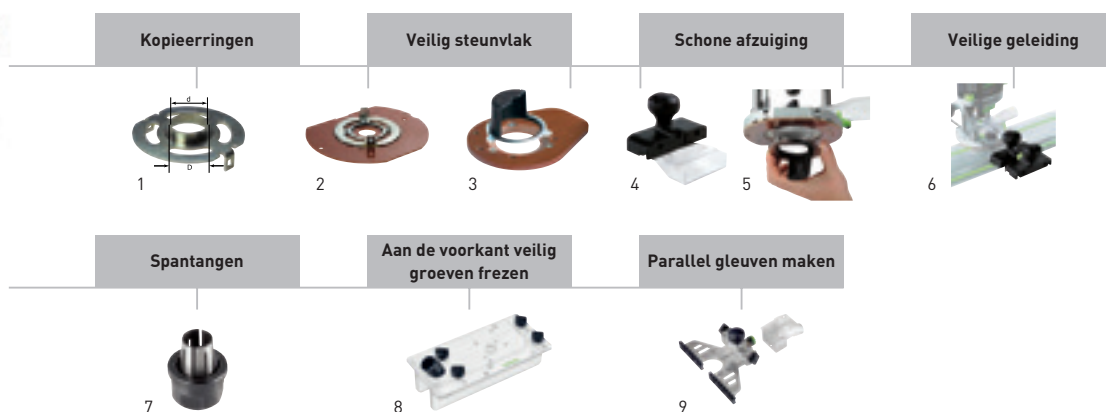 Kopieerringen
Veilig steunvlak
Schone afzuiging
Veilige geleiding
d
D
1
2
3
4
5
6
Spantangen
Aan de voorkant veilig
groeven frezen
Parallel gleuven maken
7
8
9